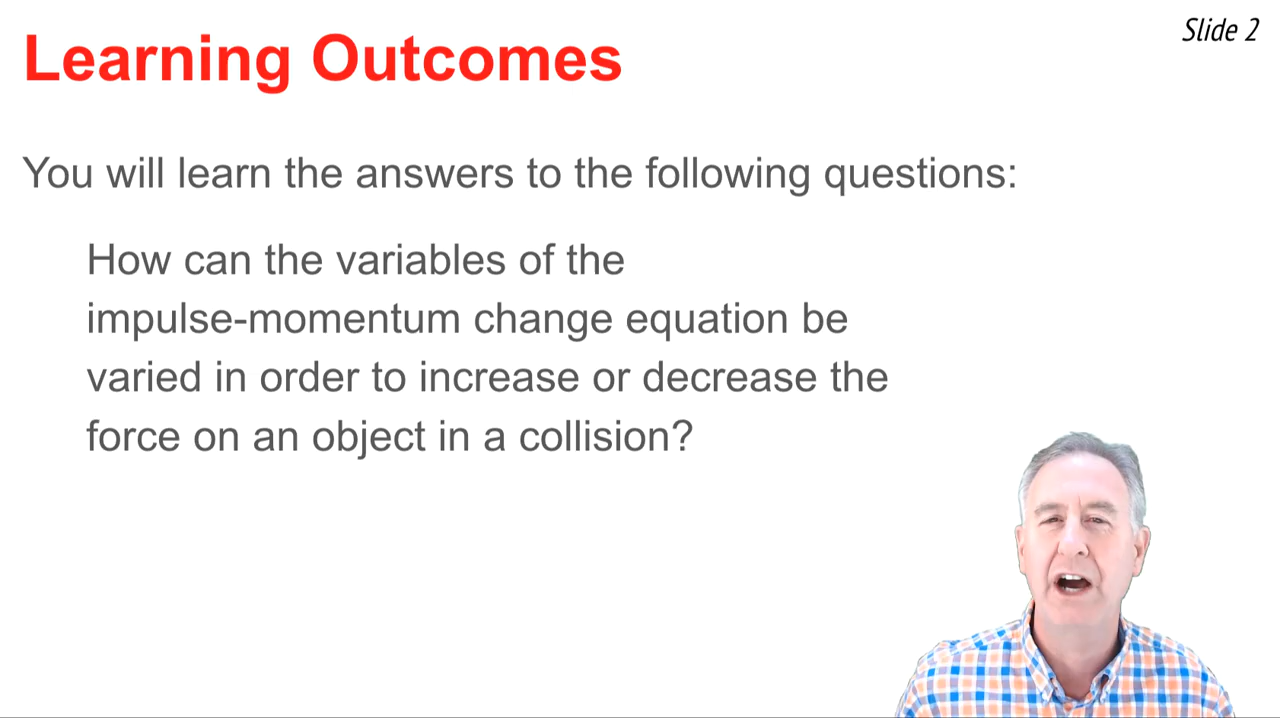 Slide 2
Learning Outcomes
You will learn the answers to the following questions:
How can the variables of the
impulse-momentum change equation be
varied in order to increase or decrease the
force on an object in a collision?